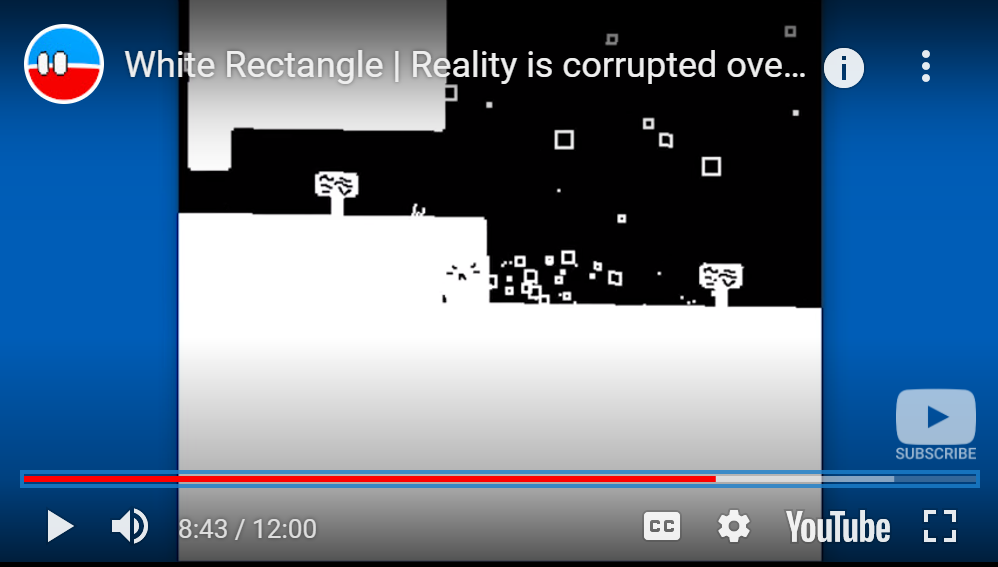 White Rectangle | Reality is corrupted ove...
SUBSCRIBE
8:43 / 12:00
CC
YouTube